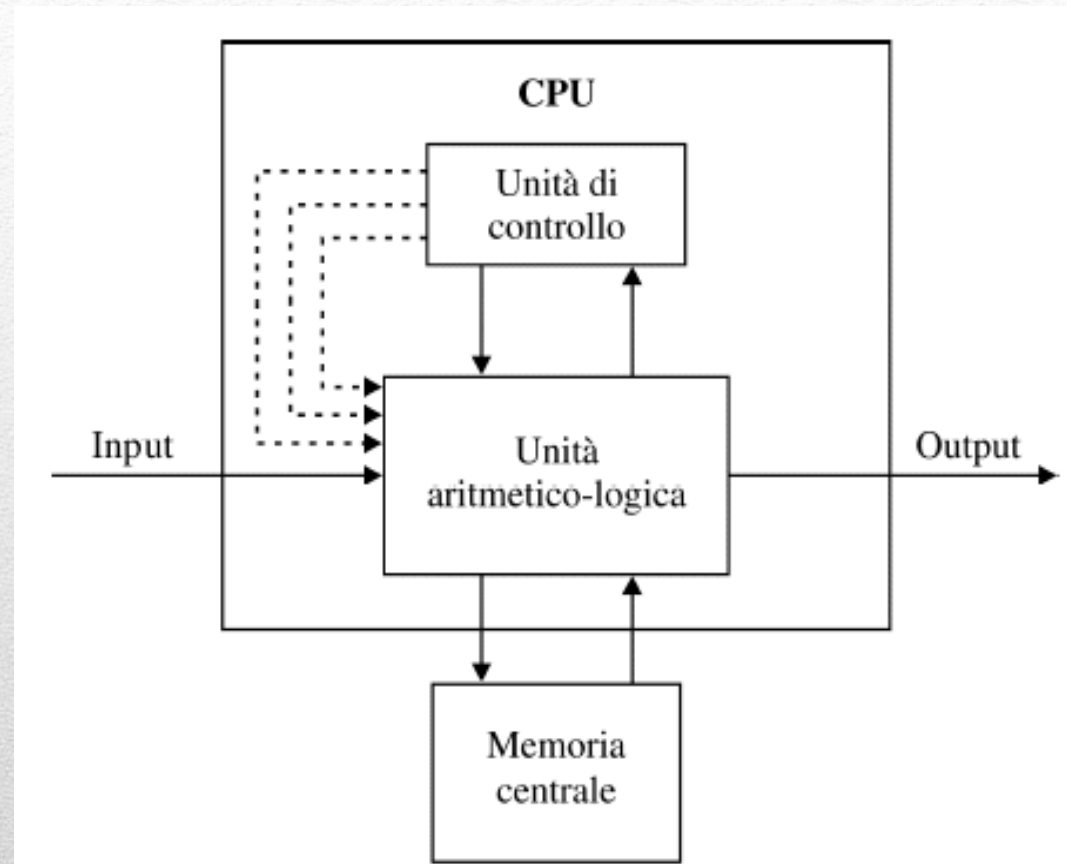 CPU
Unità di
controllo
Input
Unità
aritmetico-logica
Output
Memoria
centrale